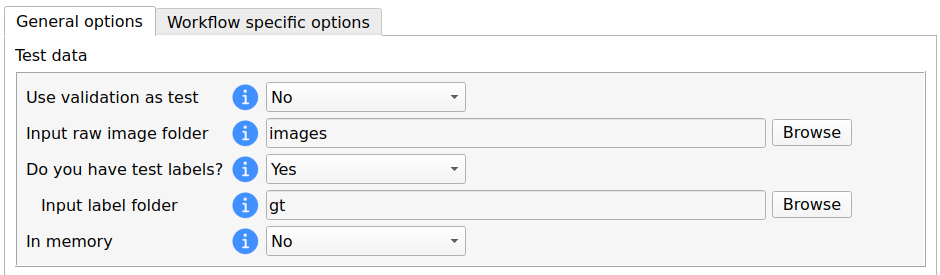 General options Workflow specific options
Test data
Use validation as test i No
Input raw image folder i images Browse
Do you have test labels? i Yes
Input label folder i gt Browse
In memory i No